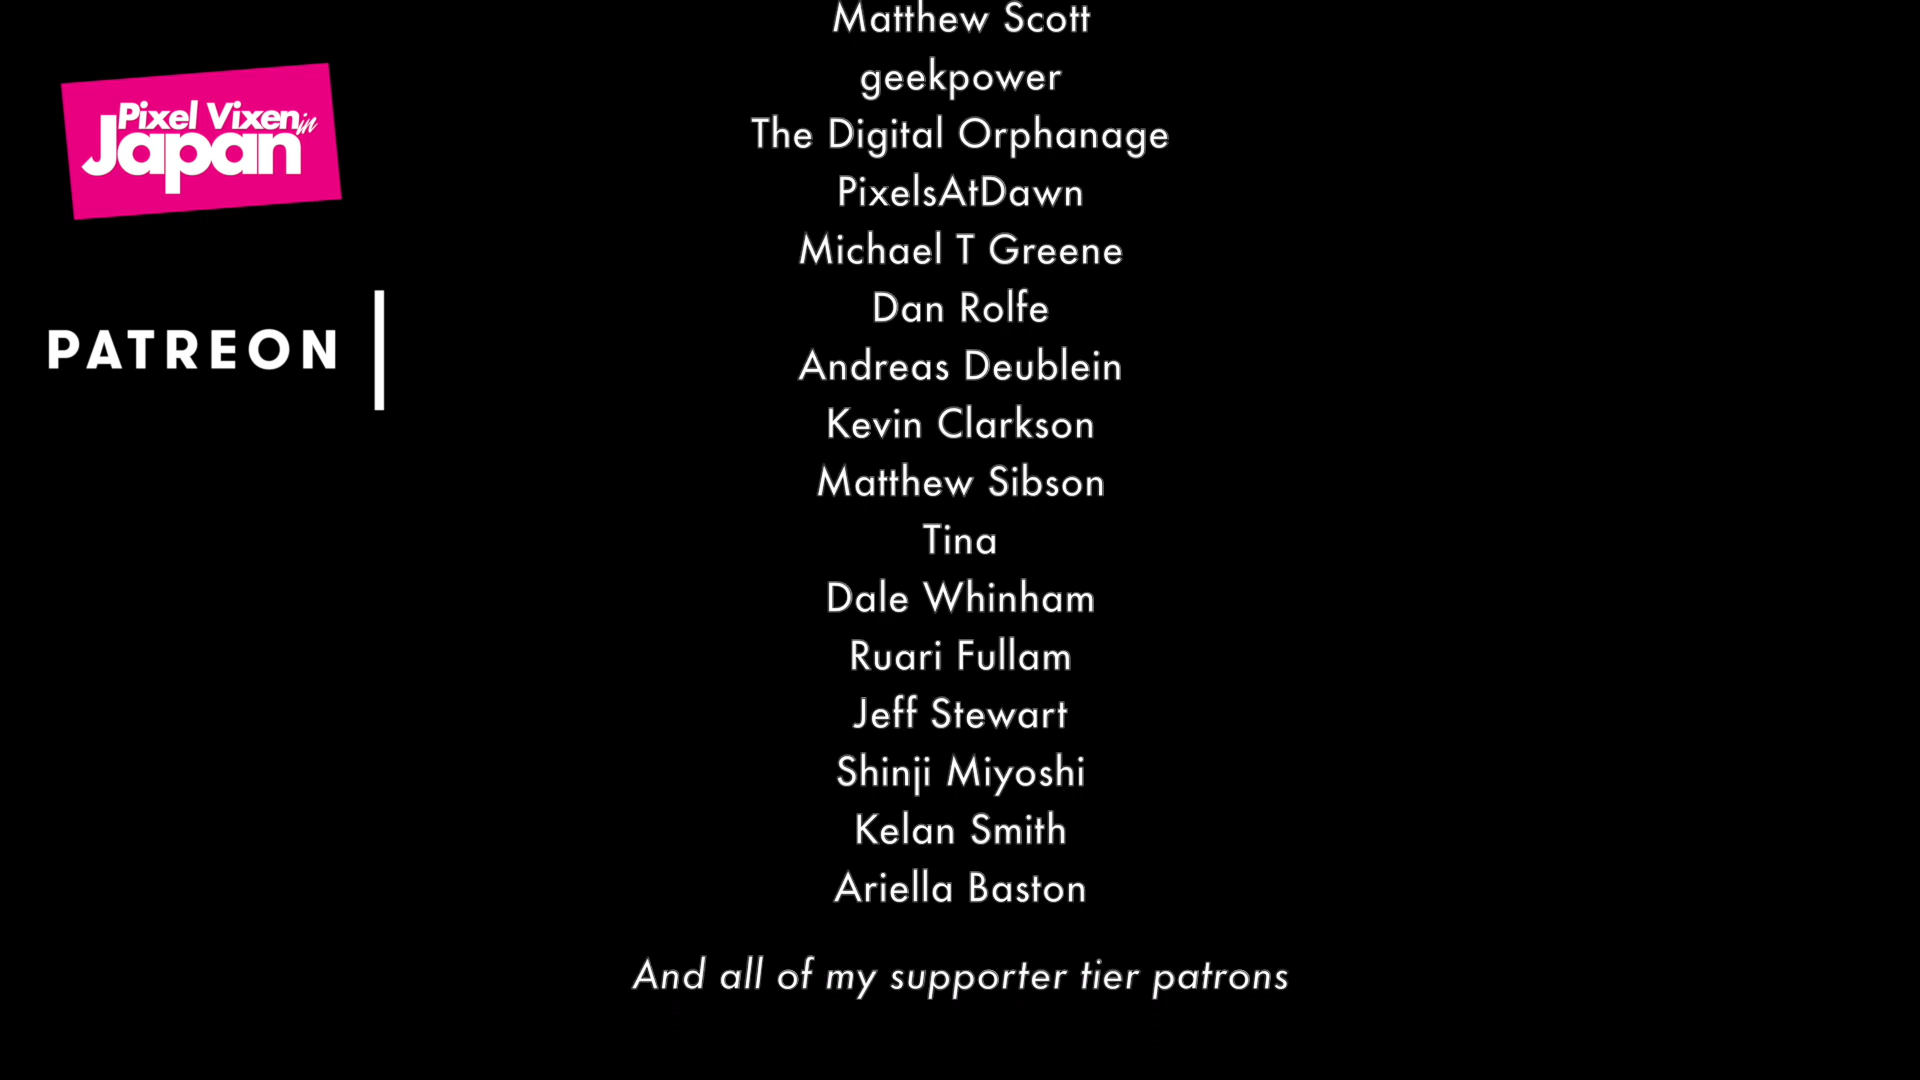 Pixel Vixen in
Japan
PATREON
Matthew Scott
geekpower
The Digital Orphanage
PixelsAtDawn
Michael T Greene
Dan Rolfe
Andreas Deublein
Kevin Clarkson
Matthew Sibson
Tina
Dale Whinham
Ruari Fullam
Jeff Stewart
Shinji Miyoshi
Kelan Smith
Ariella Baston
And all of my supporter tier patrons